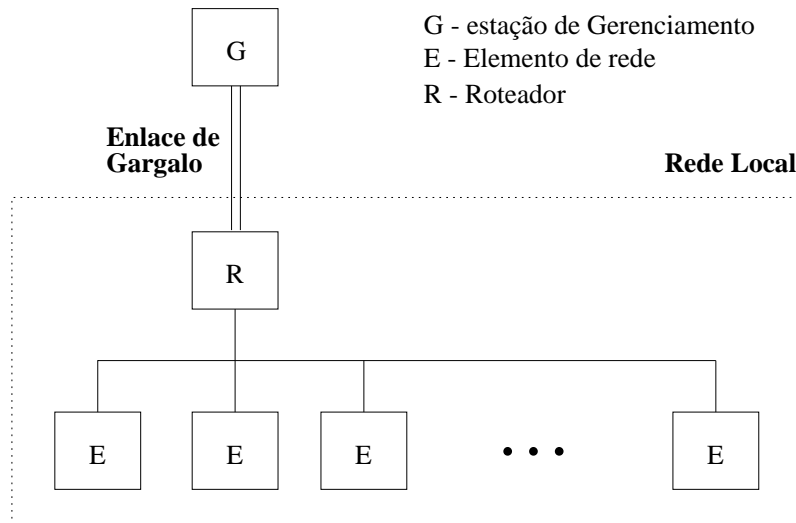 G
G - estação de Gerenciamento
E - Elemento de rede
R - Roteador
Enlace de
Gargalo
Rede Local
R
E
E
E
• • •
E